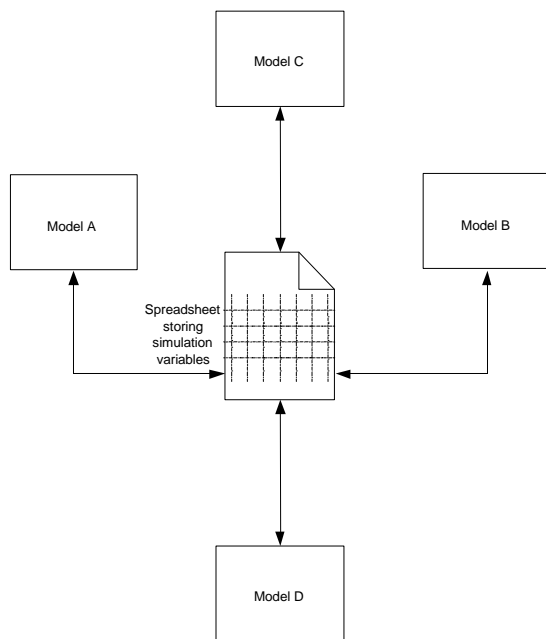 Model C
Model A
Model B
Spreadsheet
storing
simulation
variables
Model D